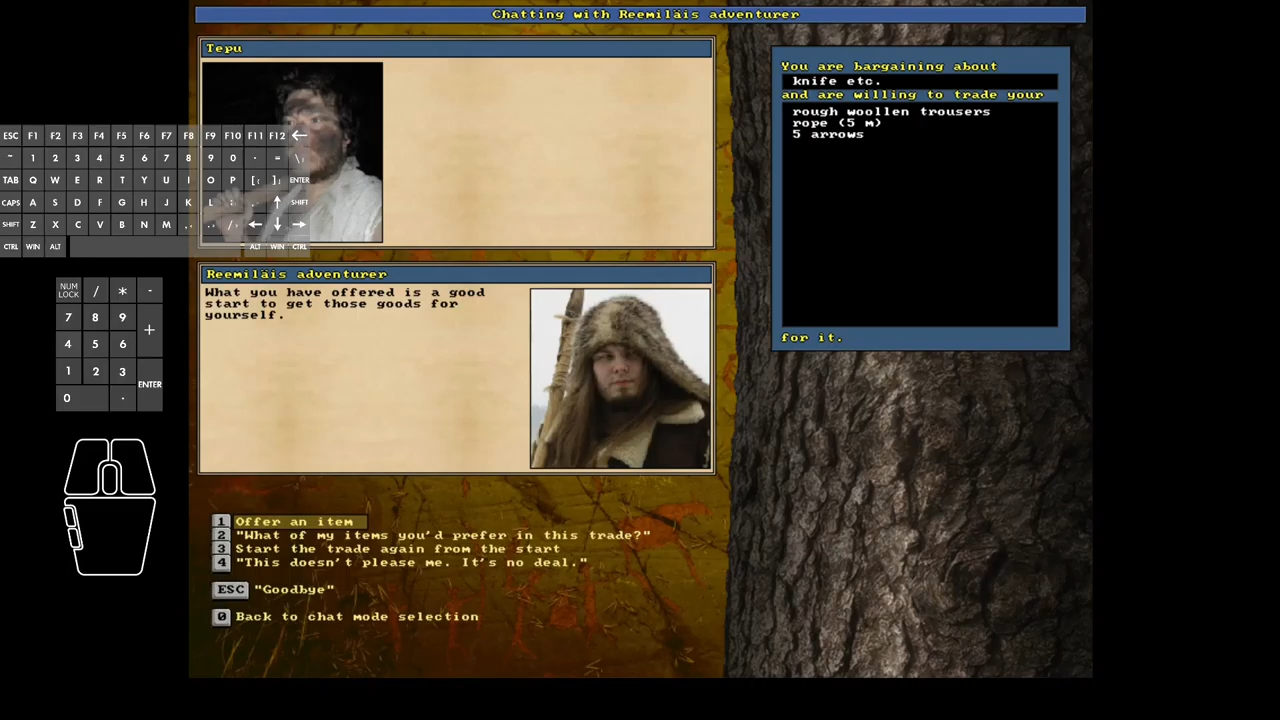 Chatting with Reemiläis adventurer
Tepu
You are bargaining about
knife etc.
and are willing to trade your
rough woollen trousers
rope (5 m)
5 arrows
for it.
ESC F1 F2 F3 F4 F5 F6 F7 F8 F9 F10 F11 F12 ←
~ 1 2 3 4 5 6 7 8 9 0 - = \
TAB Q W E R T Y U I O P [ ] ENTER
CAPS A S D F G H J K L ; ↑ SHIFT
SHIFT Z X C V B N M / ← ↓ →
CTRL WIN ALT ALT WIN CTRL
Reemiläis adventurer
What you have offered is a good
start to get those goods for
yourself.
NUM LOCK / * -
7 8 9 +
4 5 6
1 2 3 ENTER
0 .
1 Offer an item
2 "What of my items you'd prefer in this trade?"
3 Start the trade again from the start
4 "This doesn't please me. It's no deal."
ESC "Goodbye"
0 Back to chat mode selection